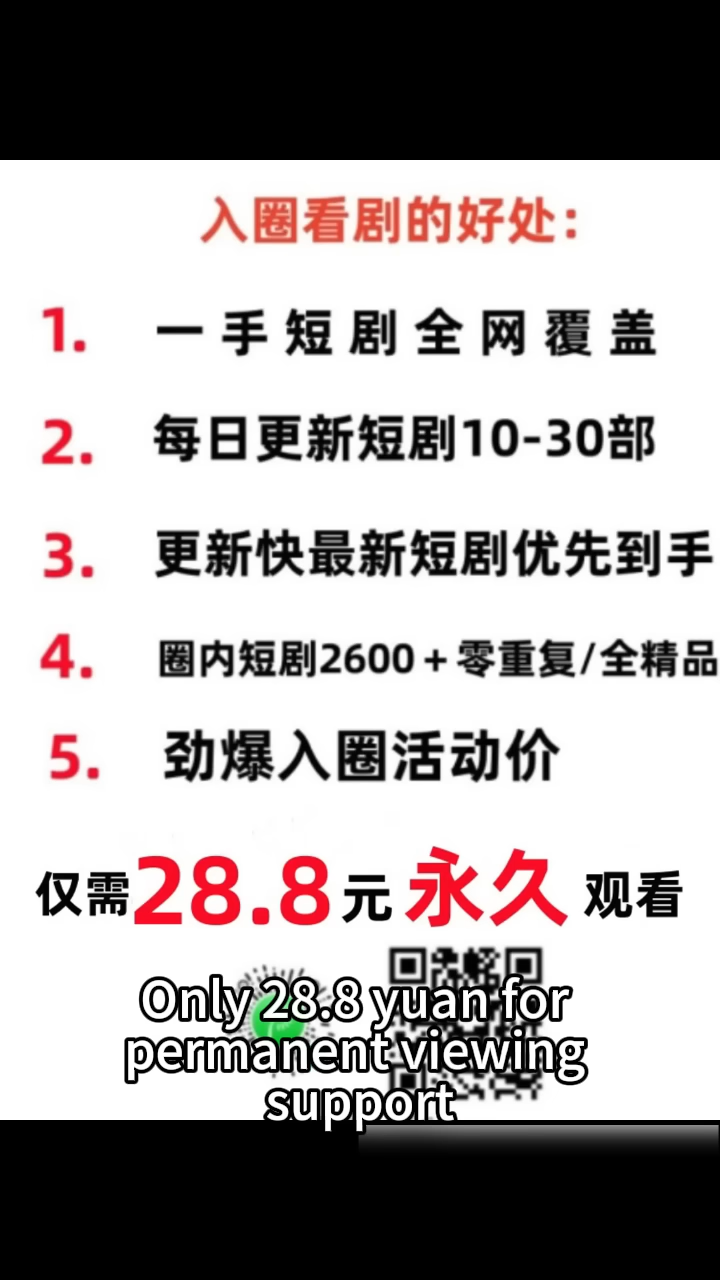 入圈看剧的好处：
1. 一手短剧全网覆盖
2. 每日更新短剧10-30部
3. 更新快最新短剧优先到手
4. 圈内短剧2600+零重复/全精品
5. 劲爆入圈活动价
仅需28.8元永久观看
Only 28.8 yuan for
permanent viewing
support